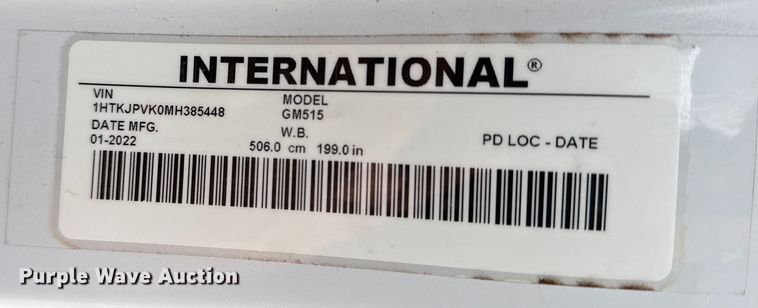 INTERNATIONAL®
VIN MODEL
1HTKJPVK0MH385448 GM515
DATE MFG. W.B.
01-2022 506.0 cm 199.0 in PD LOC - DATE
Purple Wave Auction